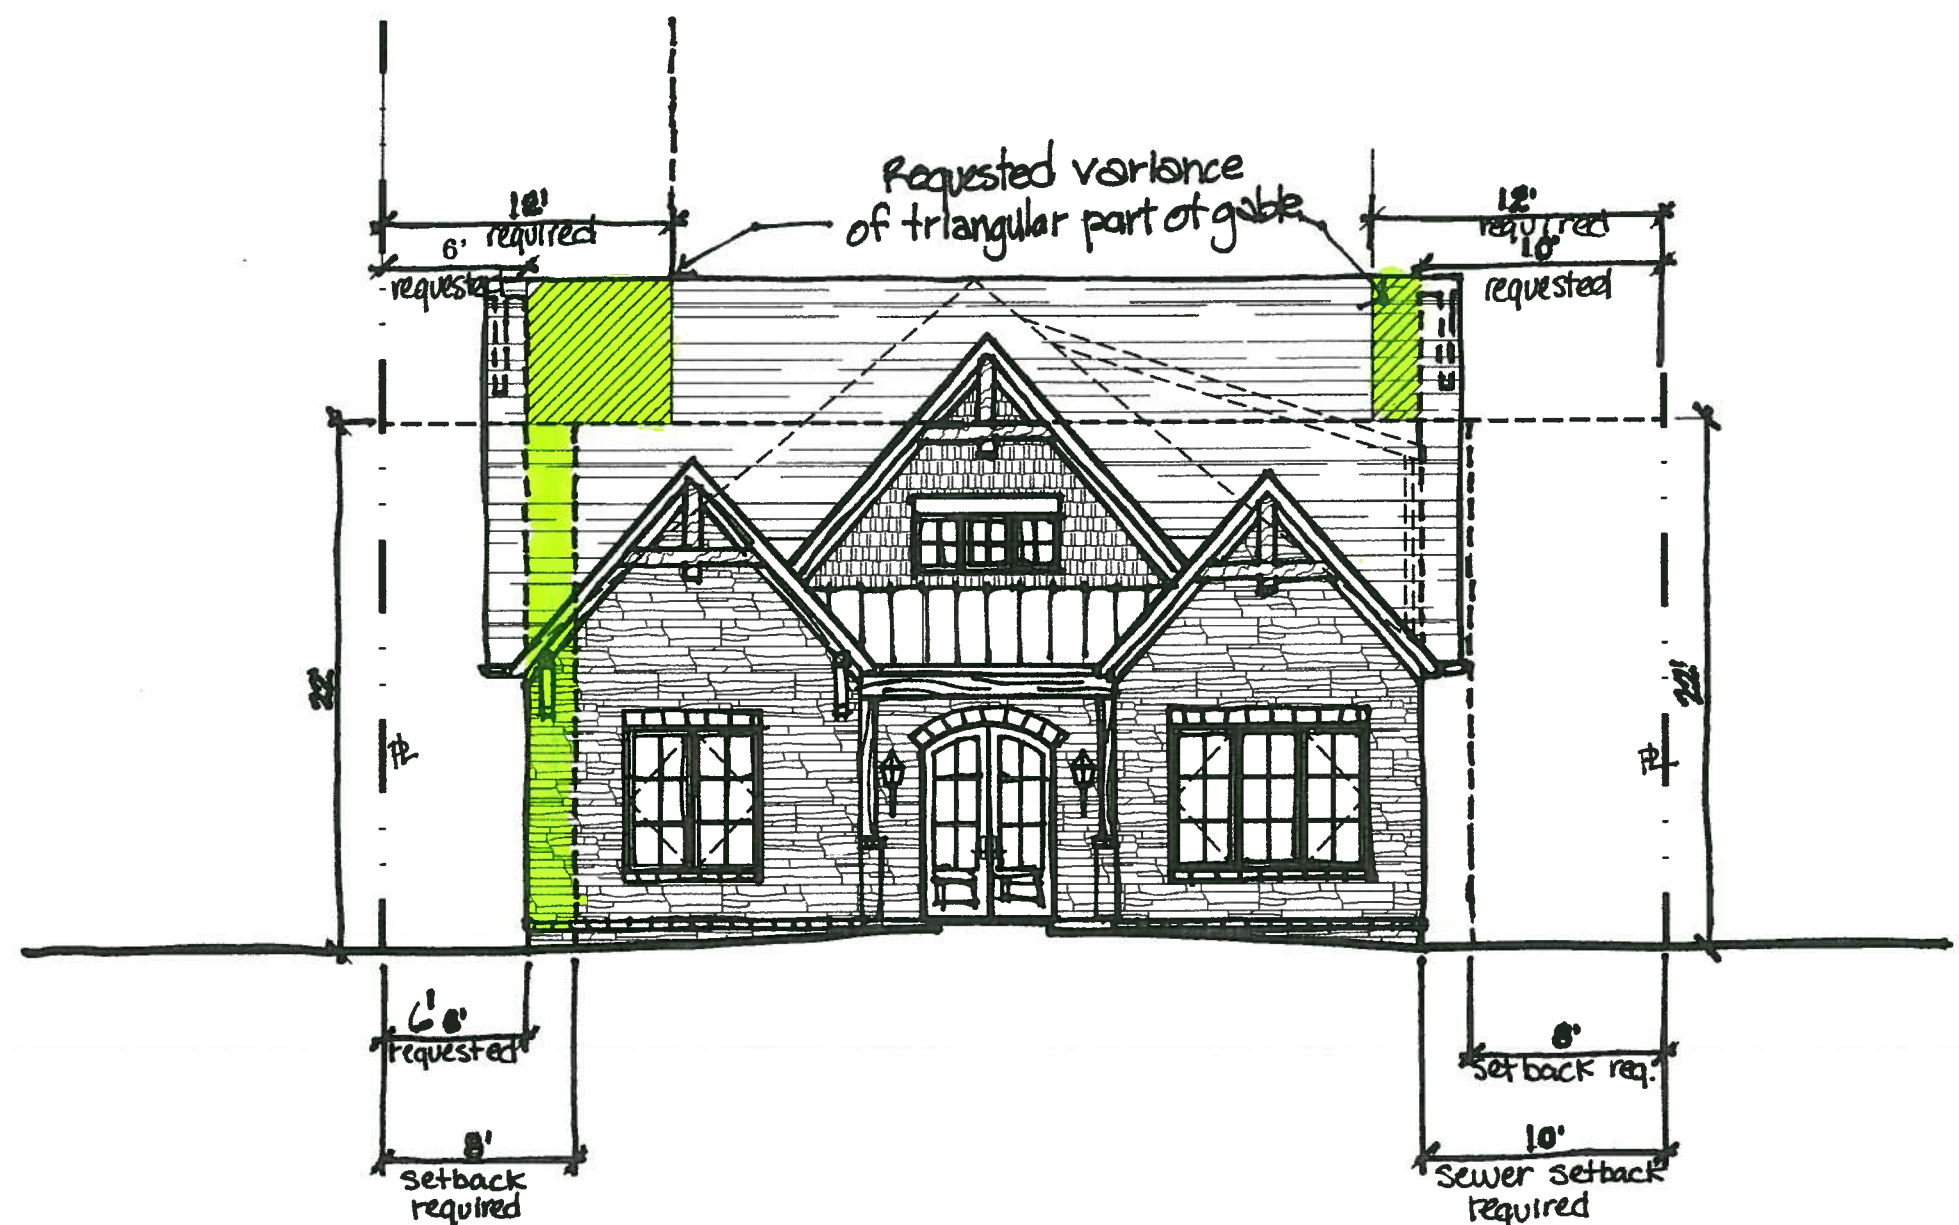 Requested variance
of triangular part of gable
12'
required
6'
requested
12'
required
10'
requested
22'
22'
PL
PL
6'
requested
8'
setback
required
8'
setback req.
10'
sewer setback
required